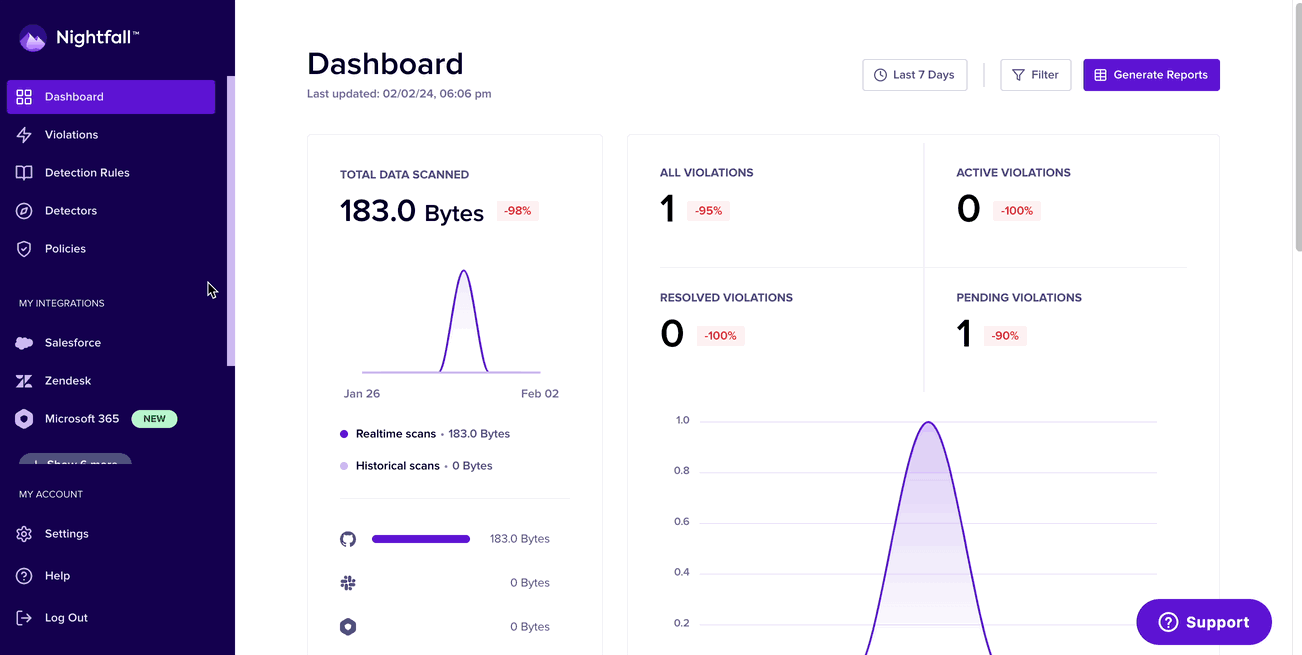 Nightfall™
Dashboard
Violations
Detection Rules
Detectors
Policies
MY INTEGRATIONS
Salesforce
Zendesk
Microsoft 365 NEW
Show 6 more
MY ACCOUNT
Settings
Help
Log Out
Dashboard
Last updated: 02/02/24, 06:06 pm
Last 7 Days
Filter
Generate Reports
TOTAL DATA SCANNED
183.0 Bytes -98%
Jan 26 Feb 02
Realtime scans • 183.0 Bytes
Historical scans • 0 Bytes
183.0 Bytes
0 Bytes
0 Bytes
ALL VIOLATIONS
1 -95%
ACTIVE VIOLATIONS
0 -100%
RESOLVED VIOLATIONS
0 -100%
PENDING VIOLATIONS
1 -90%
1.0
0.8
0.6
0.4
0.2
Support